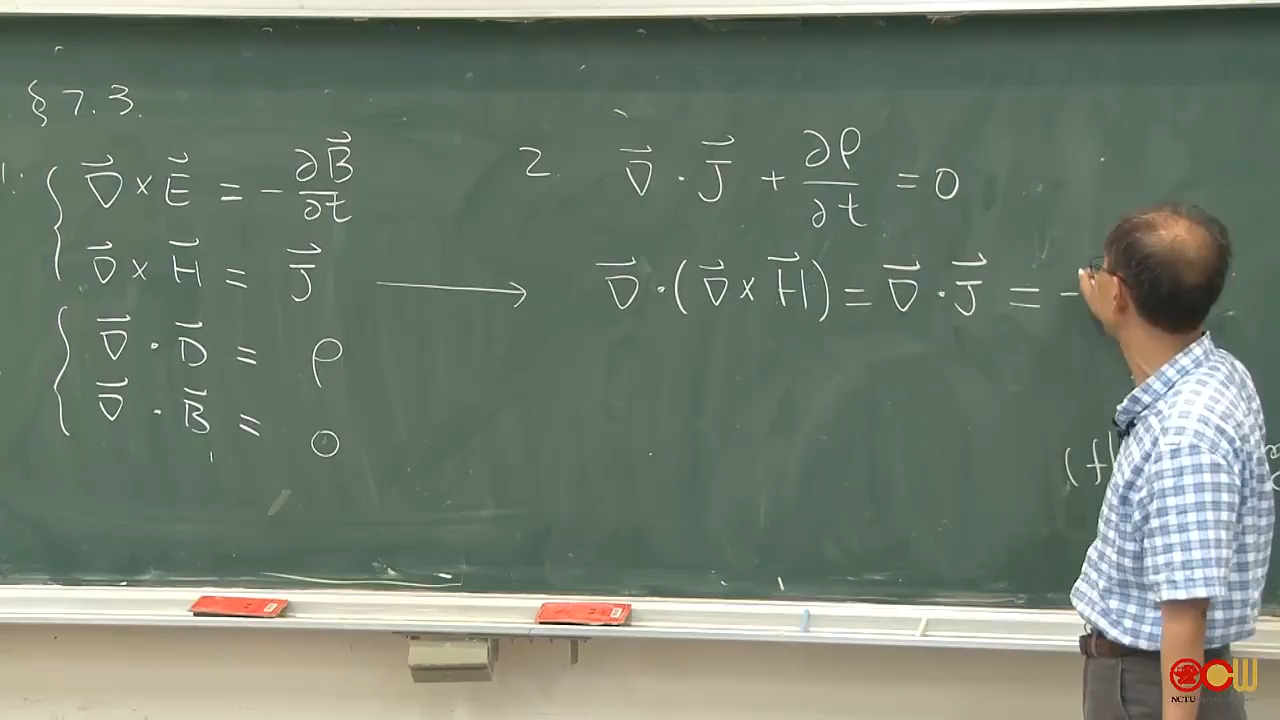 § 7.3.
1. ∇⃗ × E⃗ = - ∂B⃗/∂t
∇⃗ × H⃗ = J⃗
∇⃗ · D⃗ = ρ
∇⃗ · B⃗ = 0
2. ∇⃗ · J⃗ + ∂ρ/∂t = 0
∇⃗ · (∇⃗ × H⃗) = ∇⃗ · J⃗ = -
NCTU
OCW